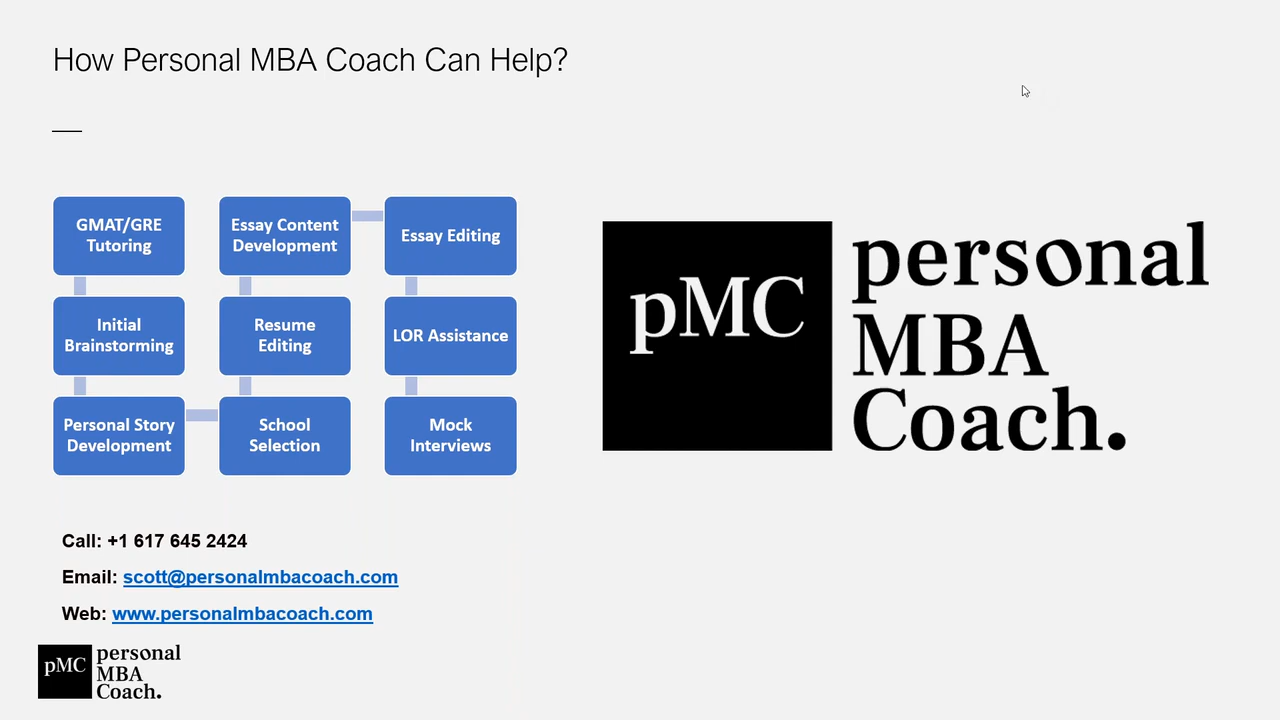 How Personal MBA Coach Can Help?
GMAT/GRE
Tutoring
Initial
Brainstorming
Personal Story
Development
School
Selection
Resume
Editing
Essay Content
Development
Essay Editing
LOR Assistance
Mock
Interviews
pMC
personal
MBA
Coach.
Call: +1 617 645 2424
Email: scott@personalmbacoach.com
Web: www.personalmbacoach.com
pMC
personal
MBA
Coach.